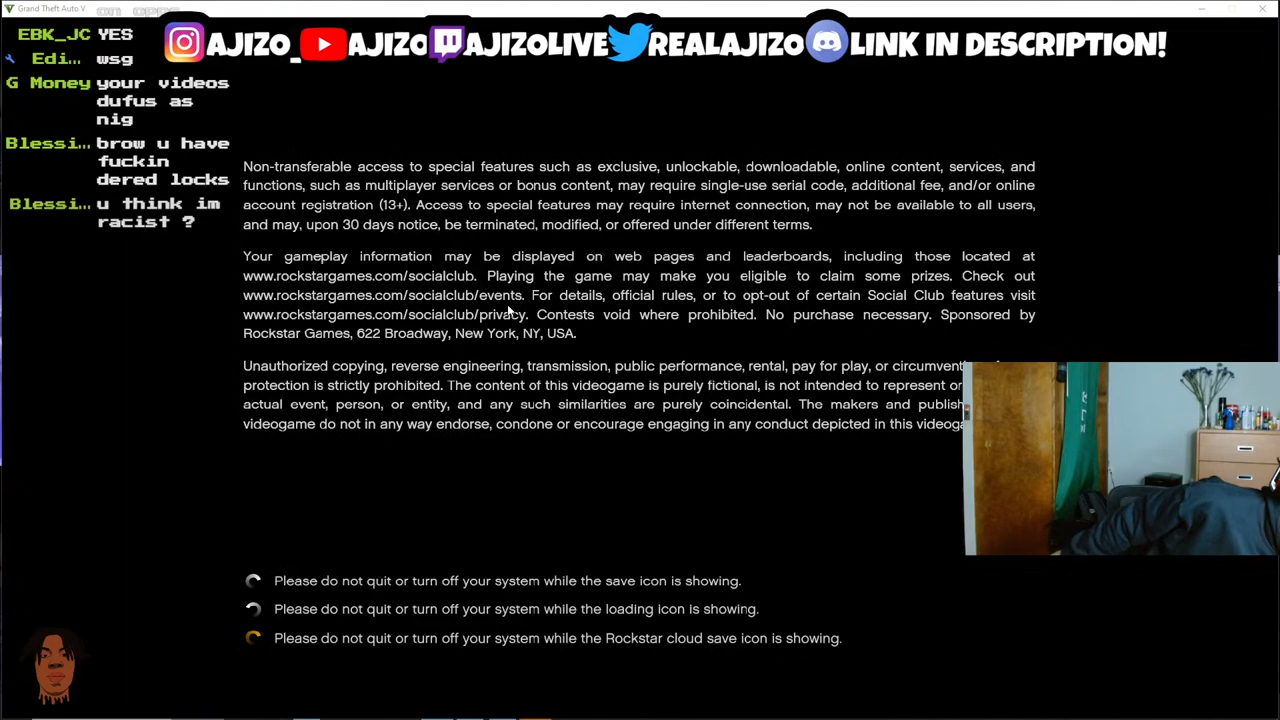 Grand Theft Auto V
on opps
EBK_JC YES
Edi... wsg
G Money your videos
dufus as
nig
Blessi... brow u have
fuckin
dered locks
Blessi... u think im
racist ?
AJIZO_ AJIZO AJIZOLIVE REALAJIZO LINK IN DESCRIPTION!
Non-transferable access to special features such as exclusive, unlockable, downloadable, online content, services, and
functions, such as multiplayer services or bonus content, may require single-use serial code, additional fee, and/or online
account registration (13+). Access to special features may require internet connection, may not be available to all users,
and may, upon 30 days notice, be terminated, modified, or offered under different terms.
Your gameplay information may be displayed on web pages and leaderboards, including those located at
www.rockstargames.com/socialclub. Playing the game may make you eligible to claim some prizes. Check out
www.rockstargames.com/socialclub/events. For details, official rules, or to opt-out of certain Social Club features visit
www.rockstargames.com/socialclub/privacy. Contests void where prohibited. No purchase necessary. Sponsored by
Rockstar Games, 622 Broadway, New York, NY, USA.
Unauthorized copying, reverse engineering, transmission, public performance, rental, pay for play, or circumvent
protection is strictly prohibited. The content of this videogame is purely fictional, is not intended to represent or
actual event, person, or entity, and any such similarities are purely coincidental. The makers and publish
videogame do not in any way endorse, condone or encourage engaging in any conduct depicted in this videoga
Please do not quit or turn off your system while the save icon is showing.
Please do not quit or turn off your system while the loading icon is showing.
Please do not quit or turn off your system while the Rockstar cloud save icon is showing.